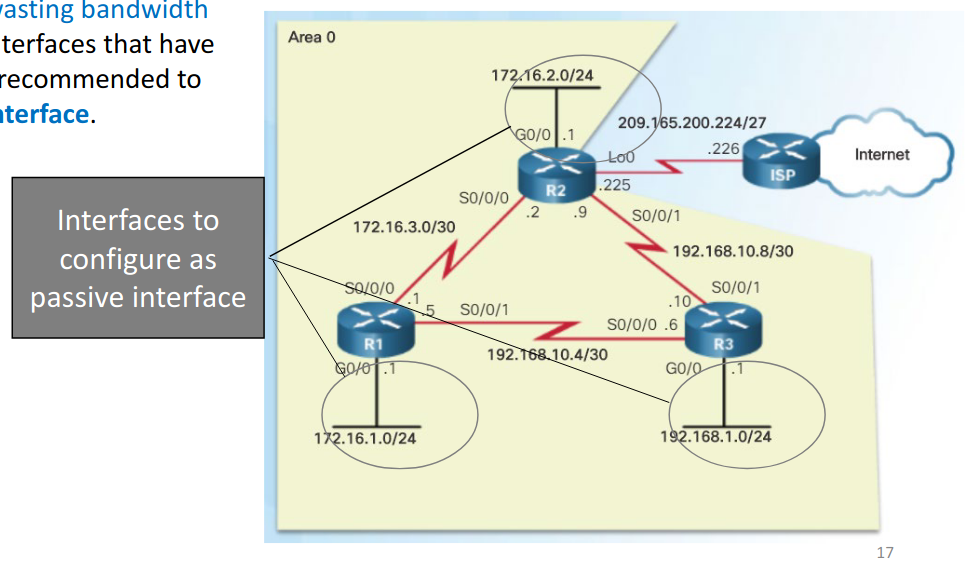 vasting bandwidth
terfaces that have
recommended to
nterface.
Interfaces to
configure as
passive interface
Area 0
172.16.2.0/24
G0/0 .1
209.165.200.224/27
.226
Internet
ISP
Lo0
R2
.225
S0/0/0
.2 .9
S0/0/1
172.16.3.0/30
192.168.10.8/30
S0/0/0
.1
S0/0/1
.10
.5
S0/0/1
S0/0/0 .6
R1
R3
192.168.10.4/30
G0/0 .1
G0/0 .1
172.16.1.0/24
192.168.1.0/24
17